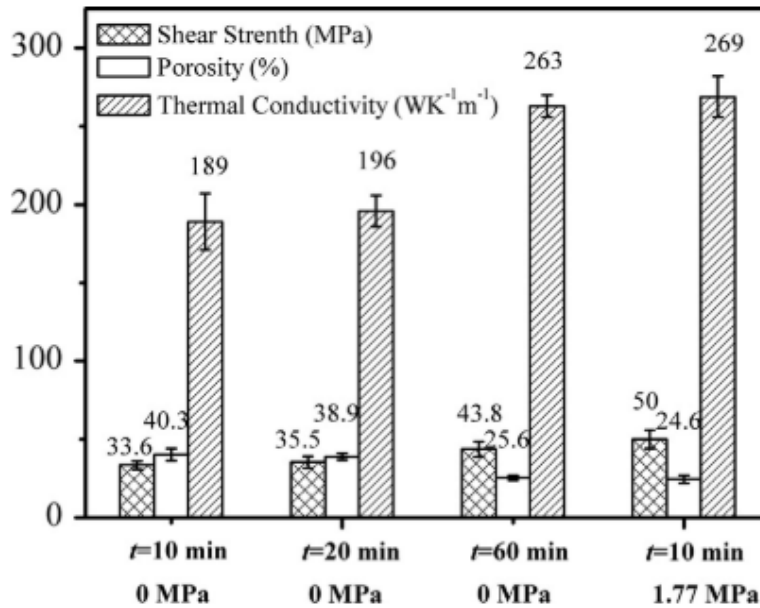 300
200
100
0
Shear Strenth (MPa)
Porosity (%)
Thermal Conductivity (WK⁻¹m⁻¹)
189
196
263
269
33.6
40.3
35.5
38.9
43.8
25.6
50
24.6
t=10 min
t=20 min
t=60 min
t=10 min
0 MPa
0 MPa
0 MPa
1.77 MPa